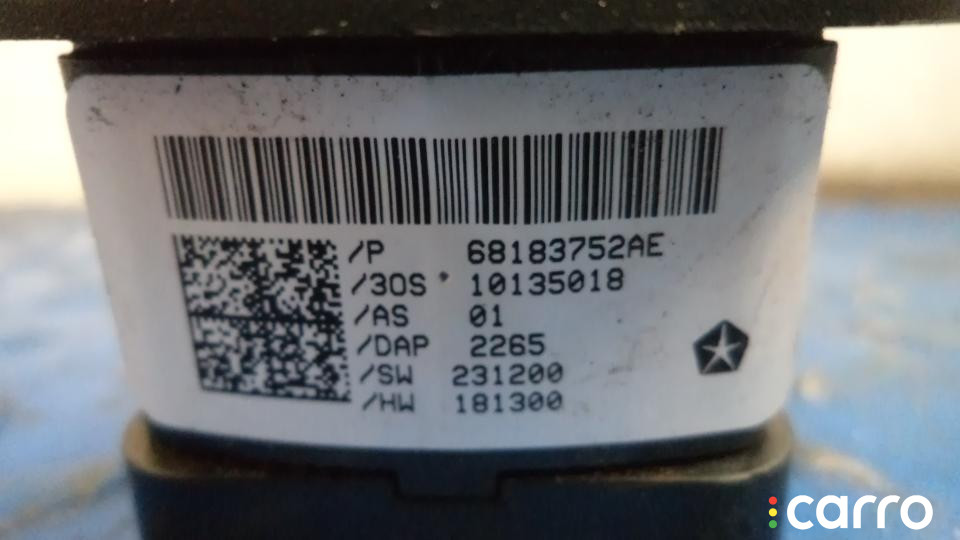 /P 68183752AE
/3OS 10135018
/AS 01
/DAP 2265
/SW 231200
/HW 181300
carro